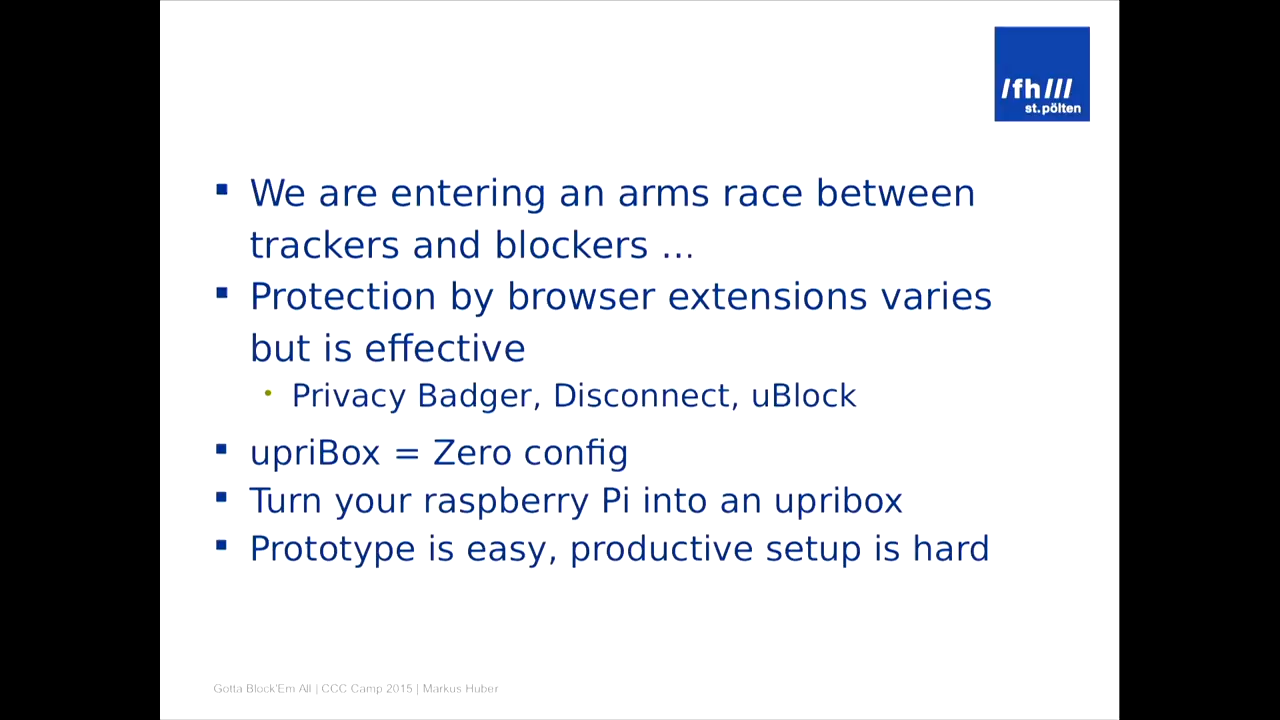 /fh///
st.pölten
▪ We are entering an arms race between
trackers and blockers ...
▪ Protection by browser extensions varies
but is effective
• Privacy Badger, Disconnect, uBlock
▪ upriBox = Zero config
▪ Turn your raspberry Pi into an upribox
▪ Prototype is easy, productive setup is hard
Gotta Block'Em All | CCC Camp 2015 | Markus Huber